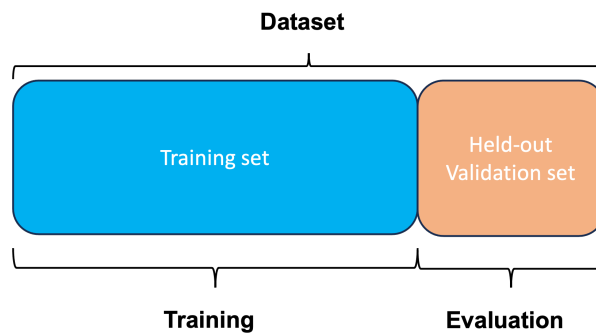 Dataset
Training set
Held-out
Validation set
Training
Evaluation